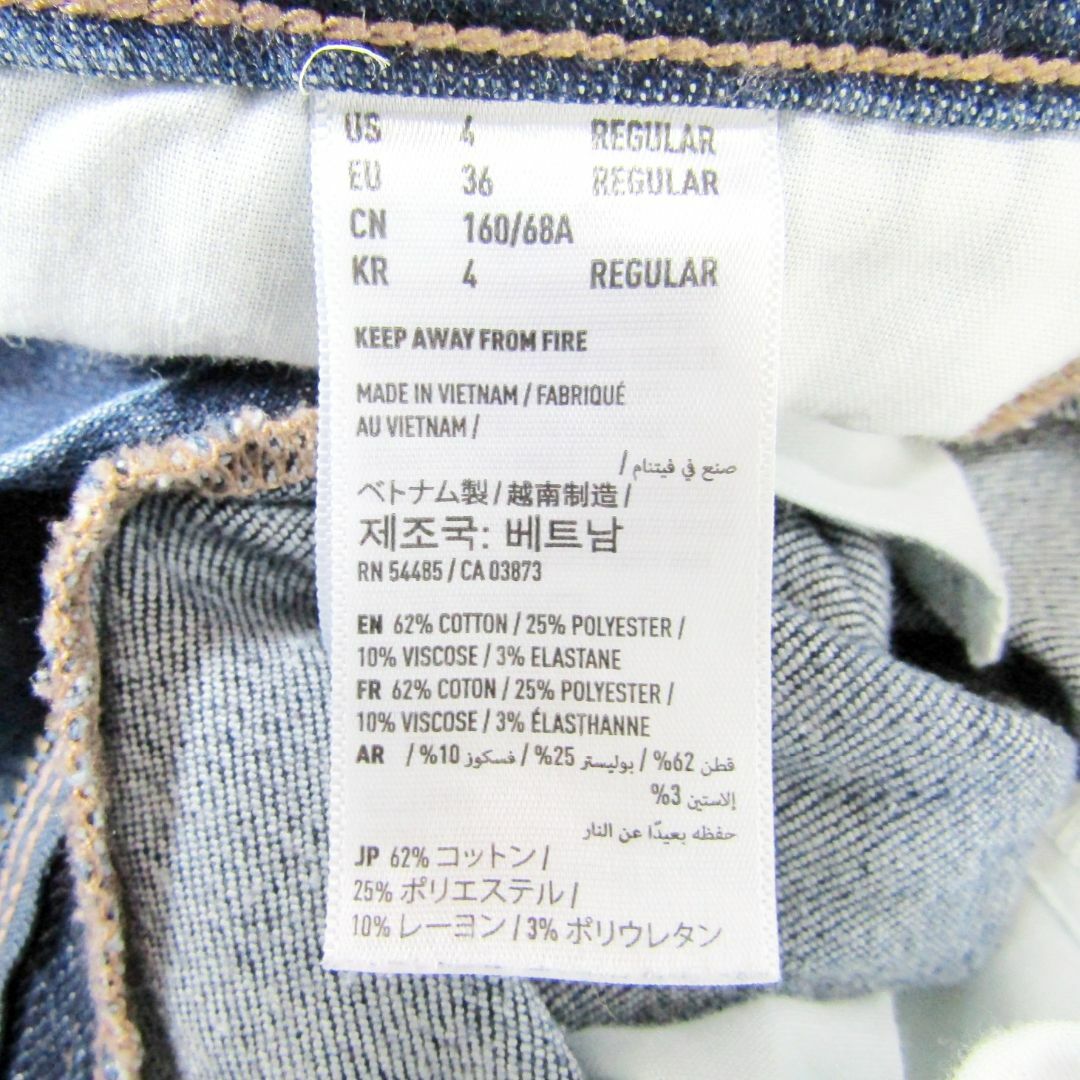 US 4 REGULAR
EU 36 REGULAR
CN 160/68A
KR 4 REGULAR
KEEP AWAY FROM FIRE
MADE IN VIETNAM / FABRIQUÉ
AU VIETNAM /
صنع في فيتنام /
ベトナム製 / 越南制造 /
제조국: 베트남
RN 54485 / CA 03873
EN 62% COTTON / 25% POLYESTER /
10% VISCOSE / 3% ELASTANE
FR 62% COTON / 25% POLYESTER /
10% VISCOSE / 3% ÉLASTHANNE
AR قطن 62% / بوليستر 25% / فسكوز 10% /
إلاستين 3%
حفظه بعيدًا عن النار
JP 62% コットン /
25% ポリエステル /
10% レーヨン / 3% ポリウレタン